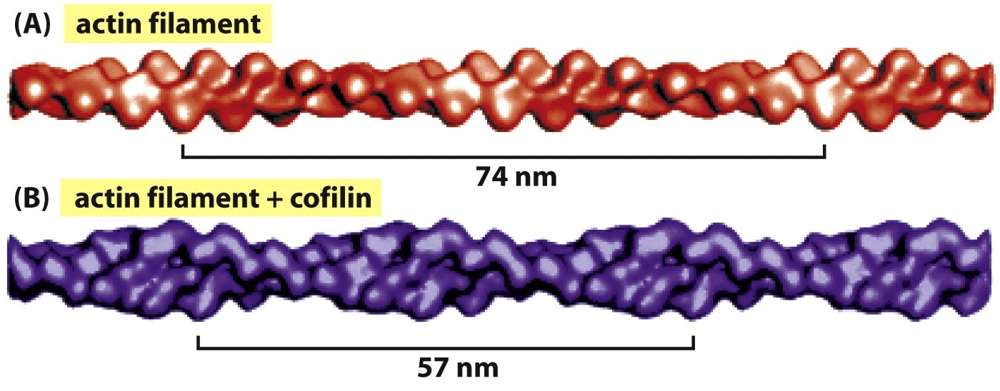 (A) actin filament
74 nm
(B) actin filament + cofilin
57 nm